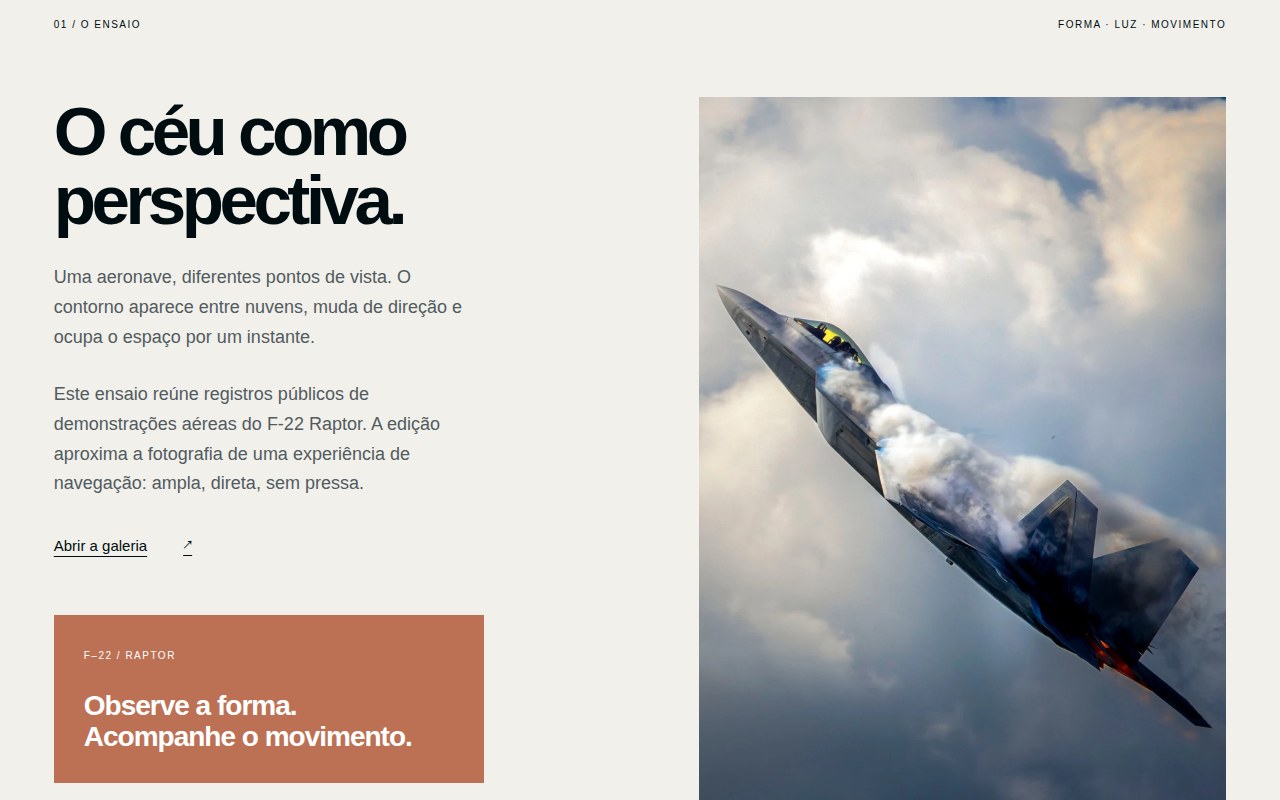 01 / O ENSAIO
FORMA · LUZ · MOVIMENTO
O céu como
perspectiva.
Uma aeronave, diferentes pontos de vista. O
contorno aparece entre nuvens, muda de direção e
ocupa o espaço por um instante.
Este ensaio reúne registros públicos de
demonstrações aéreas do F-22 Raptor. A edição
aproxima a fotografia de uma experiência de
navegação: ampla, direta, sem pressa.
Abrir a galeria ↗
F–22 / RAPTOR
Observe a forma.
Acompanhe o movimento.